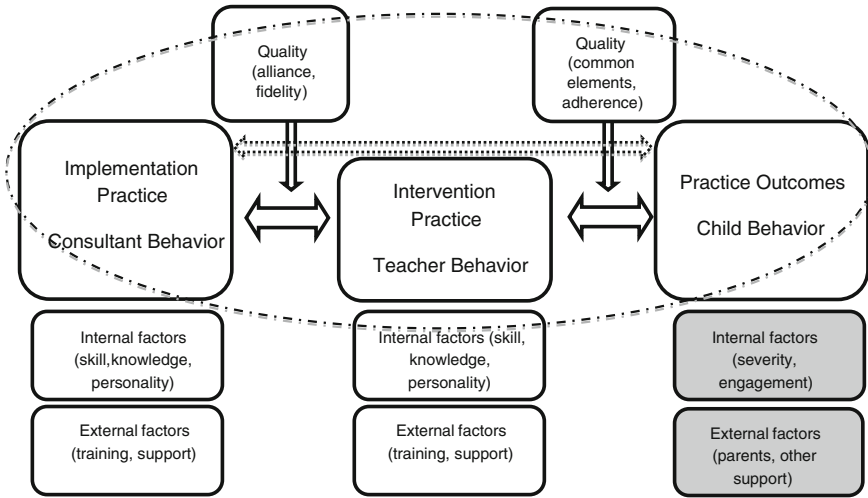 Quality
(alliance,
fidelity)
Quality
(common
elements,
adherence)
Implementation
Practice
Consultant Behavior
Intervention
Practice
Teacher Behavior
Practice Outcomes
Child Behavior
Internal factors
(skill,knowledge,
personality)
Internal factors (skill,
knowledge,
personality)
Internal factors
(severity,
engagement)
External factors
(training, support)
External factors
(training, support)
External factors
(parents, other
support)